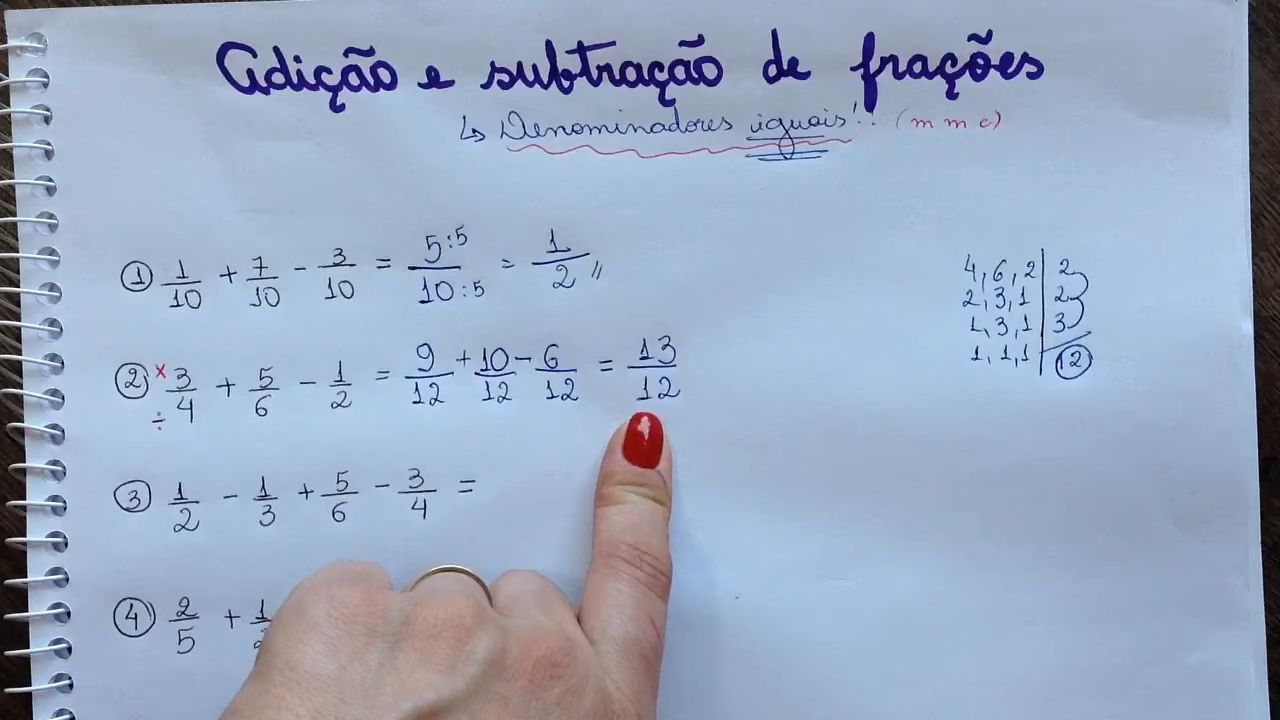 Adição e subtração de frações
↳ Denominadores iguais!! (m m c)
① 1/10 + 7/10 - 3/10 = 5:5/10:5 = 1/2 //
4, 6, 2 | 2
2, 3, 1 | 2
1, 3, 1 | 3
1, 1, 1 | 12
② × ÷ 3/4 + 5/6 - 1/2 = 9/12 + 10/12 - 6/12 = 13/12
③ 1/2 - 1/3 + 5/6 - 3/4 =
④ 2/5 + 1